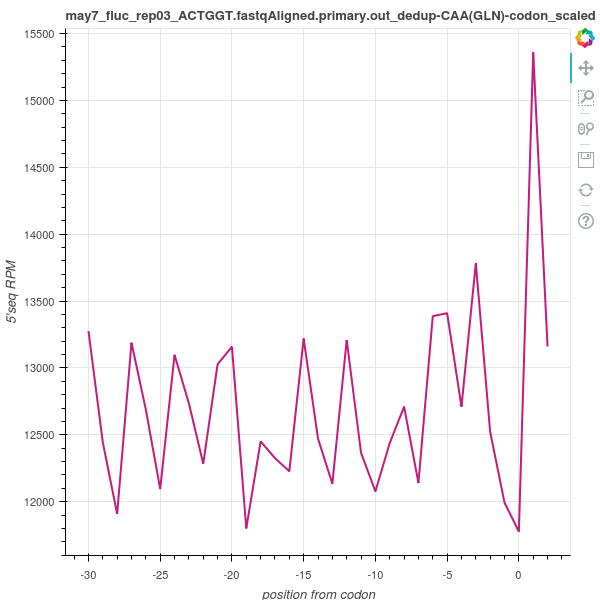 may7_fluc_rep03_ACTGGT.fastqAligned.primary.out_dedup-CAA(GLN)-codon_scaled
15500
15000
14500
14000
13500
13000
12500
12000
5'seq RPM
-30 -25 -20 -15 -10 -5 0
position from codon